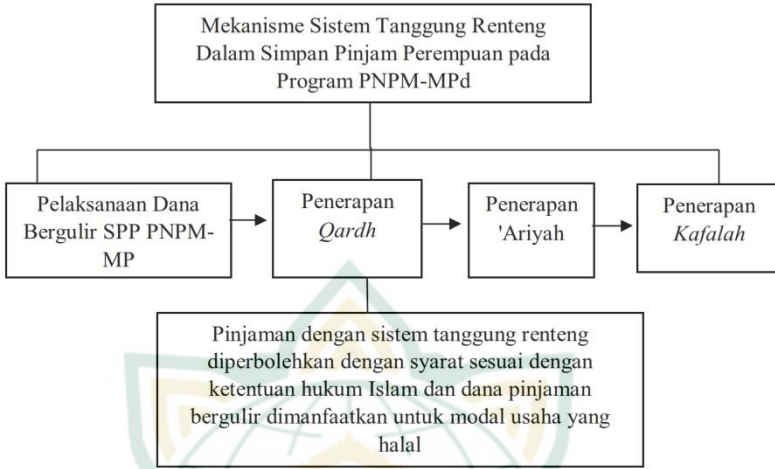 Mekanisme Sistem Tanggung Renteng
Dalam Simpan Pinjam Perempuan pada
Program PNPM-MPd
Pelaksanaan Dana
Bergulir SPP PNPM-
MP
Penerapan
Qardh
Penerapan
'Ariyah
Penerapan
Kafalah
Pinjaman dengan sistem tanggung renteng
diperbolehkan dengan syarat sesuai dengan
ketentuan hukum Islam dan dana pinjaman
bergulir dimanfaatkan untuk modal usaha yang
halal